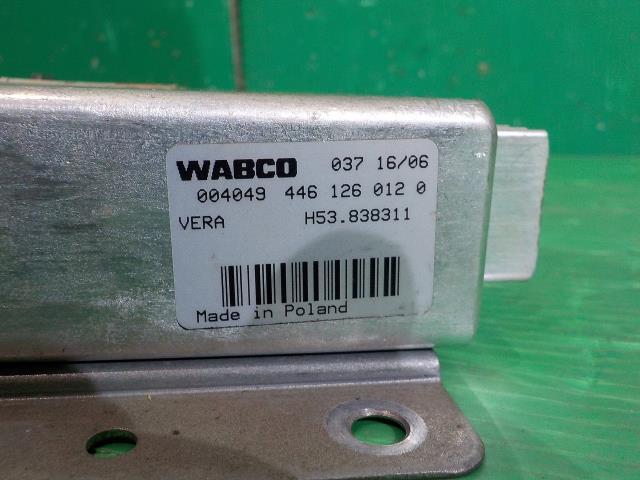 WABCO 037 16/06
004049 446 126 012 0
VERA H53.838311
Made in Poland